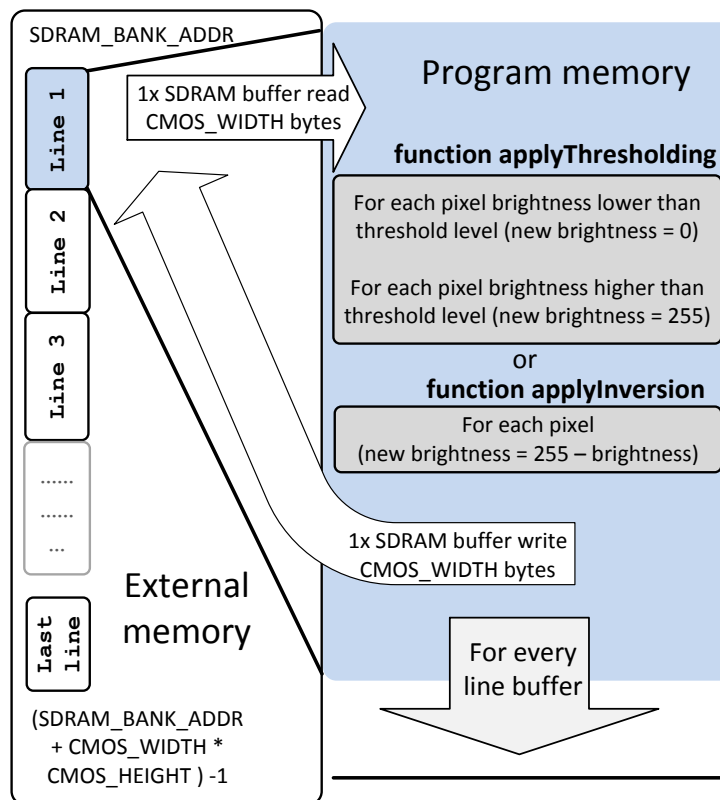 SDRAM_BANK_ADDR
Line 1
Line 2
Line 3
......
......
...
Last
line
External
memory
(SDRAM_BANK_ADDR
+ CMOS_WIDTH *
CMOS_HEIGHT ) -1
1x SDRAM buffer read
CMOS_WIDTH bytes
Program memory
function applyThresholding
For each pixel brightness lower than
threshold level (new brightness = 0)
For each pixel brightness higher than
threshold level (new brightness = 255)
or
function applyInversion
For each pixel
(new brightness = 255 – brightness)
1x SDRAM buffer write
CMOS_WIDTH bytes
For every
line buffer